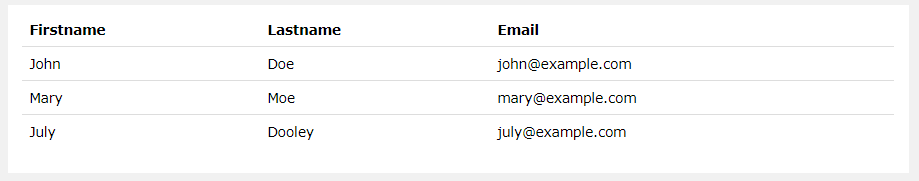 Firstname Lastname Email
John Doe john@example.com
Mary Moe mary@example.com
July Dooley july@example.com